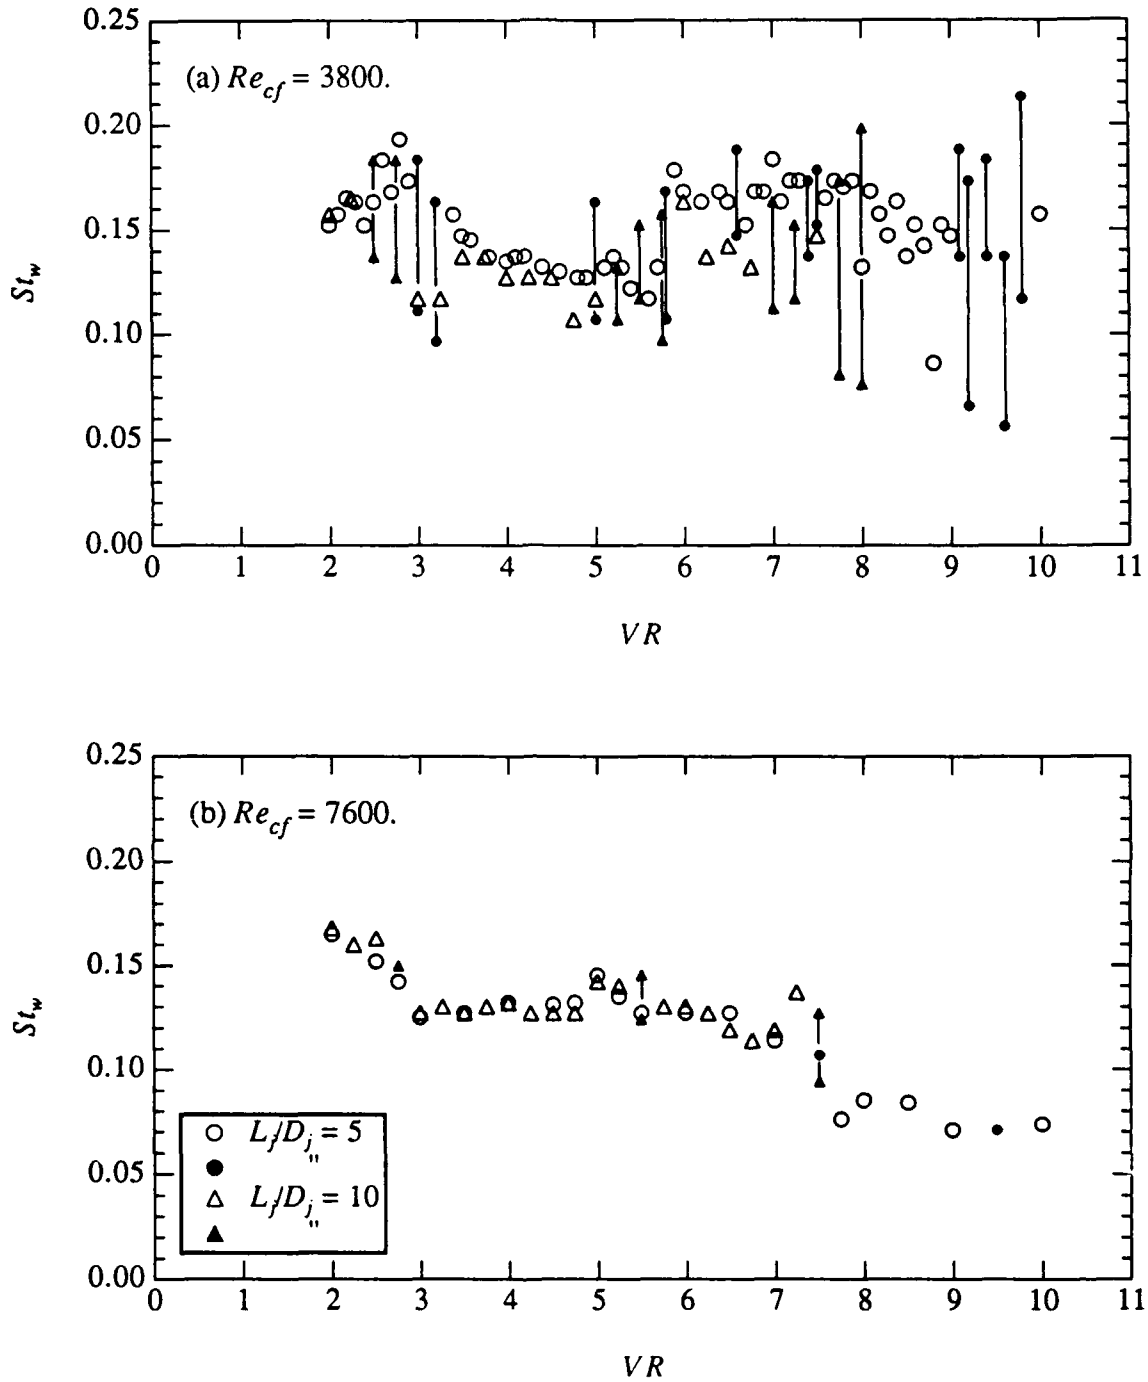 0.25
(a) Re_cf = 3800.
0.20
0.15
St_w
0.10
0.05
0.00
0 1 2 3 4 5 6 7 8 9 10 11
VR
0.25
(b) Re_cf = 7600.
0.20
0.15
St_w
0.10
L_j/D_j = 5
"
0.05
L_j/D_j = 10
"
0.00
0 1 2 3 4 5 6 7 8 9 10 11
VR